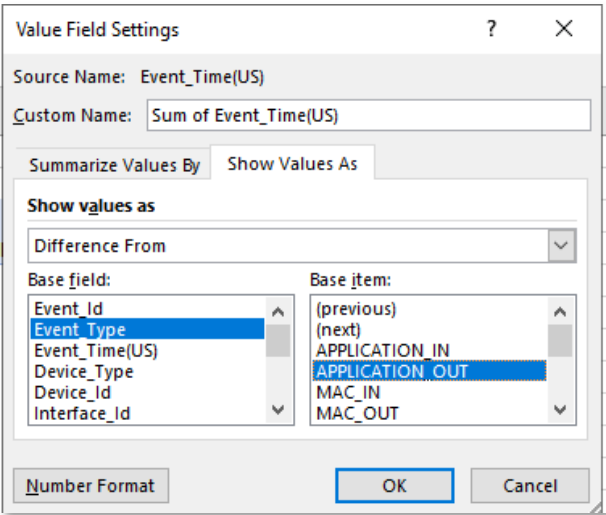 Value Field Settings ? ×
Source Name: Event_Time(US)
Custom Name: Sum of Event_Time(US)
Summarize Values By Show Values As
Show values as
Difference From
Base field: Base item:
Event_Id (previous)
Event_Type (next)
Event_Time(US) APPLICATION_IN
Device_Type APPLICATION_OUT
Device_Id MAC_IN
Interface_Id MAC_OUT
Number Format OK Cancel